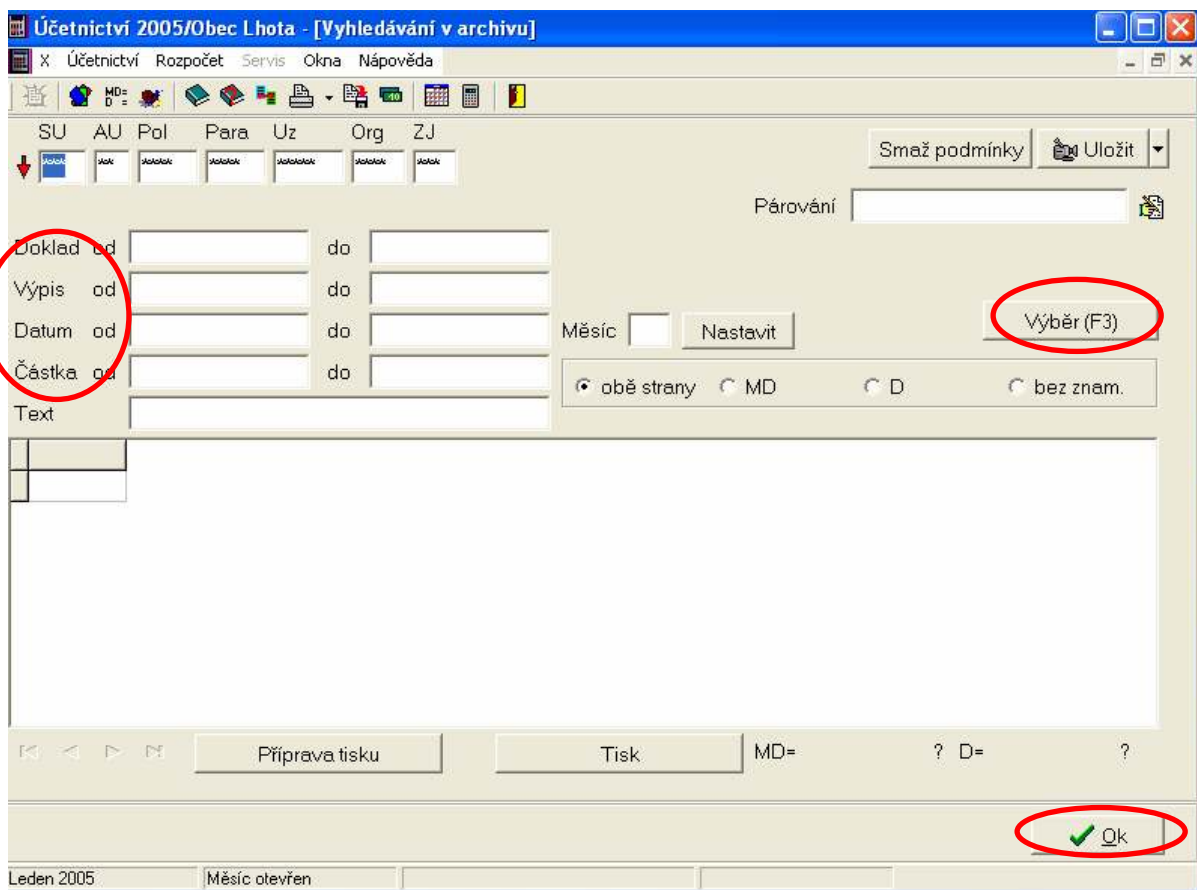 Účetnictví 2005/Obec Lhota - [Vyhledávání v archivu]
X Účetnictví Rozpočet Servis Okna Nápověda
MD=
D =
SU AU Pol Para Uz Org ZJ
*** ** **** **** ***** **** ***
Smaž podmínky Uložit
Párování
Doklad od do
Výpis od do
Datum od do Měsíc Nastavit Výběr (F3)
Částka od do
obě strany MD D bez znam.
Text
Příprava tisku Tisk MD= ? D= ?
Ok
Leden 2005 Měsíc otevřen